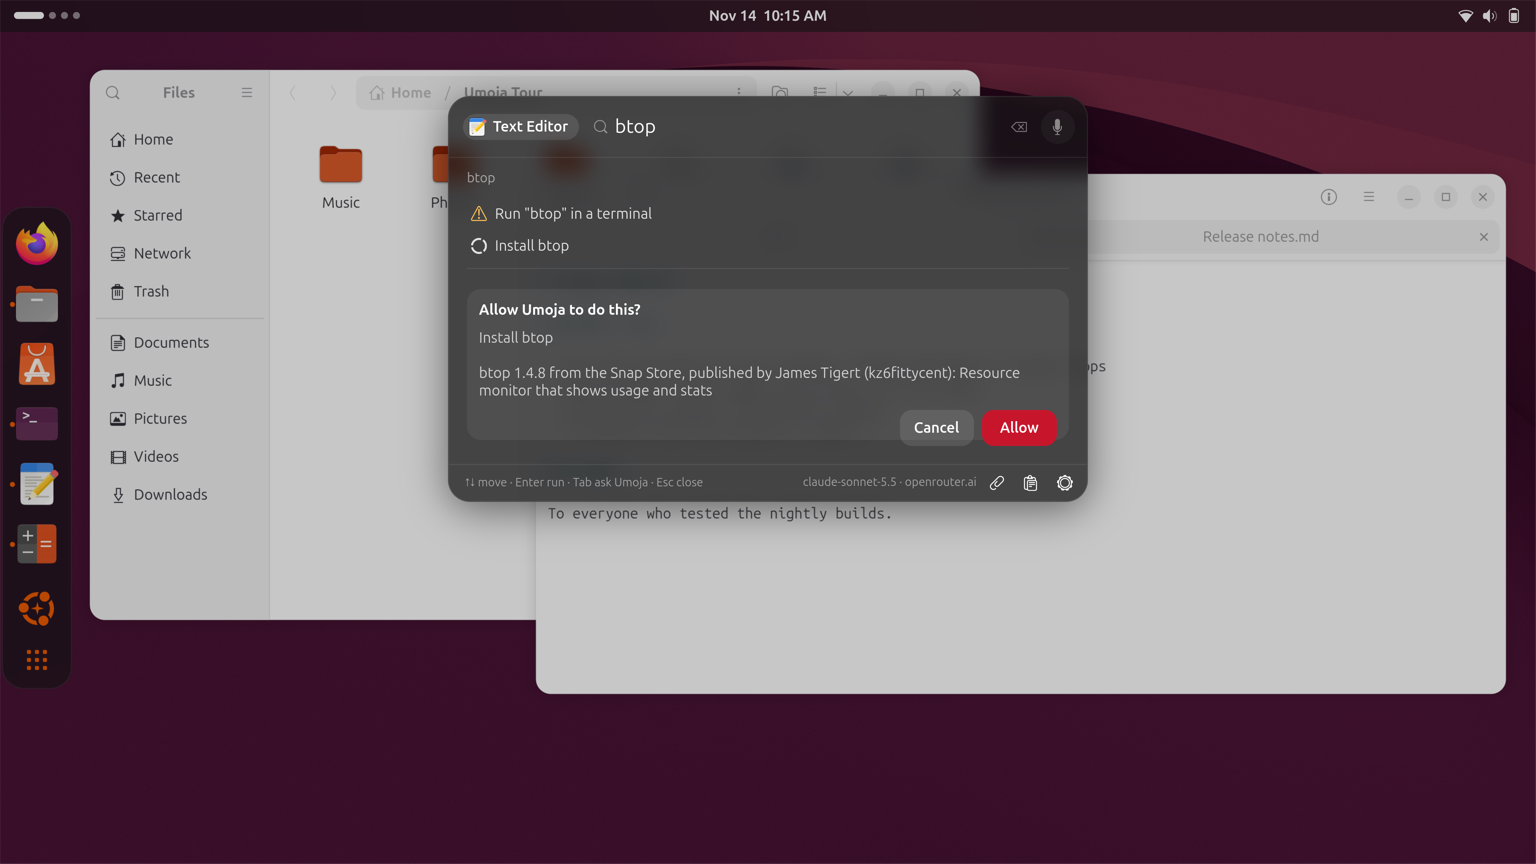 Nov 14 10:15 AM
Files
Home / Umoja Tour
Home
Recent
Starred
Network
Trash
Documents
Music
Pictures
Videos
Downloads
Music
Ph
Text Editor
btop
btop
Run "btop" in a terminal
Install btop
Allow Umoja to do this?
Install btop
btop 1.4.8 from the Snap Store, published by James Tigert (kz6fittycent): Resource
monitor that shows usage and stats
Cancel
Allow
↑↓ move · Enter run · Tab ask Umoja · Esc close
claude-sonnet-5.5 · openrouter.ai
Release notes.md
ops
To everyone who tested the nightly builds.